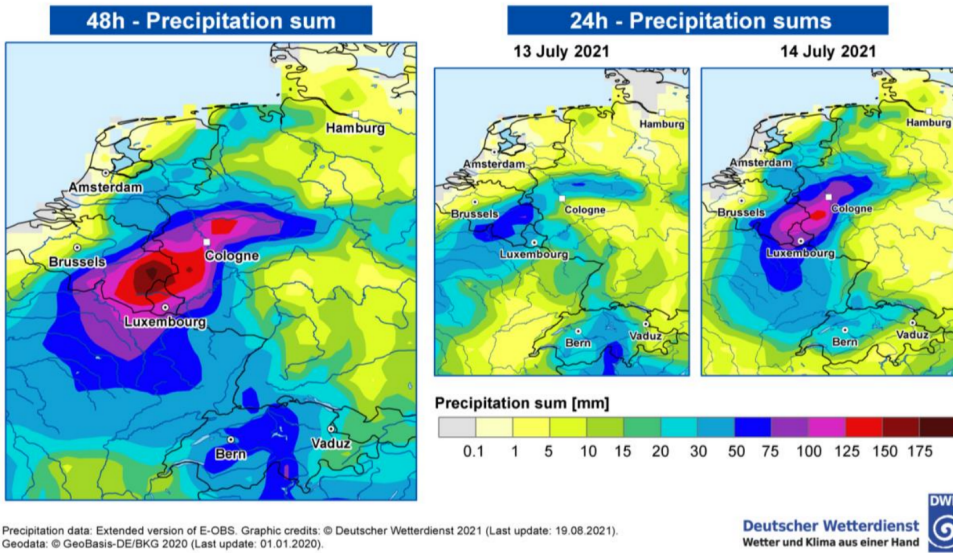 48h - Precipitation sum
Hamburg
Amsterdam
Brussels
Cologne
Luxembourg
Bern
Vaduz
24h - Precipitation sums
13 July 2021
Hamburg
Amsterdam
Brussels
Cologne
Luxembourg
Bern
Vaduz
14 July 2021
Hamburg
Amsterdam
Brussels
Cologne
Luxembourg
Bern
Vaduz
Precipitation sum [mm]
0.1 1 5 10 15 20 30 50 75 100 125 150 175
Precipitation data: Extended version of E-OBS. Graphic credits: © Deutscher Wetterdienst 2021 (Last update: 19.08.2021).
Geodata: © GeoBasis-DE/BKG 2020 (Last update: 01.01.2020).
Deutscher Wetterdienst
Wetter und Klima aus einer Hand